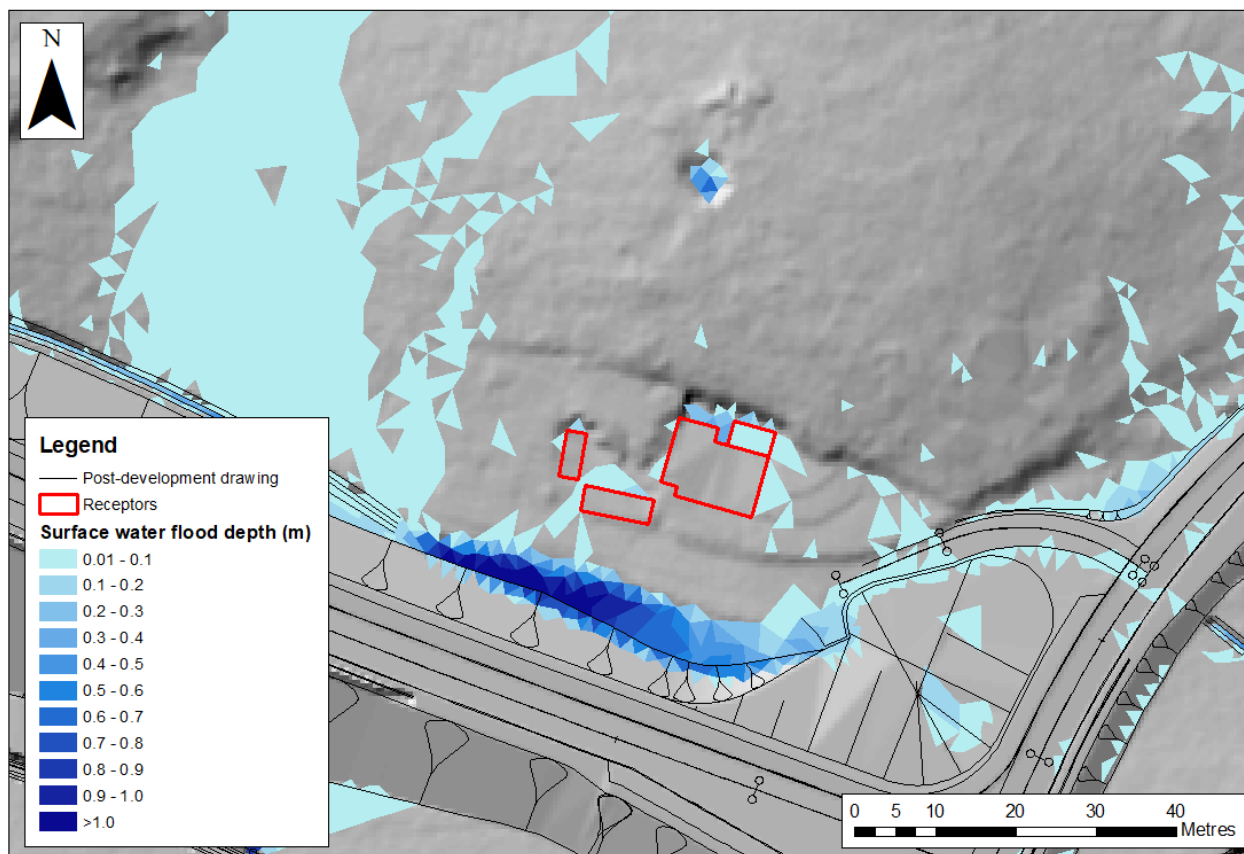 N
Legend
Post-development drawing
Receptors
Surface water flood depth (m)
0.01 - 0.1
0.1 - 0.2
0.2 - 0.3
0.3 - 0.4
0.4 - 0.5
0.5 - 0.6
0.6 - 0.7
0.7 - 0.8
0.8 - 0.9
0.9 - 1.0
>1.0
0 5 10 20 30 40
Metres